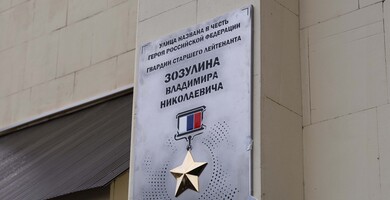 УЛИЦА НАЗВАНА В ЧЕСТЬ
ГЕРОЯ РОССИЙСКОЙ ФЕДЕРАЦИИ
ГВАРДИИ СТАРШЕГО ЛЕЙТЕНАНТА
ЗОЗУЛИНА
ВЛАДИМИРА
НИКОЛАЕВИЧА